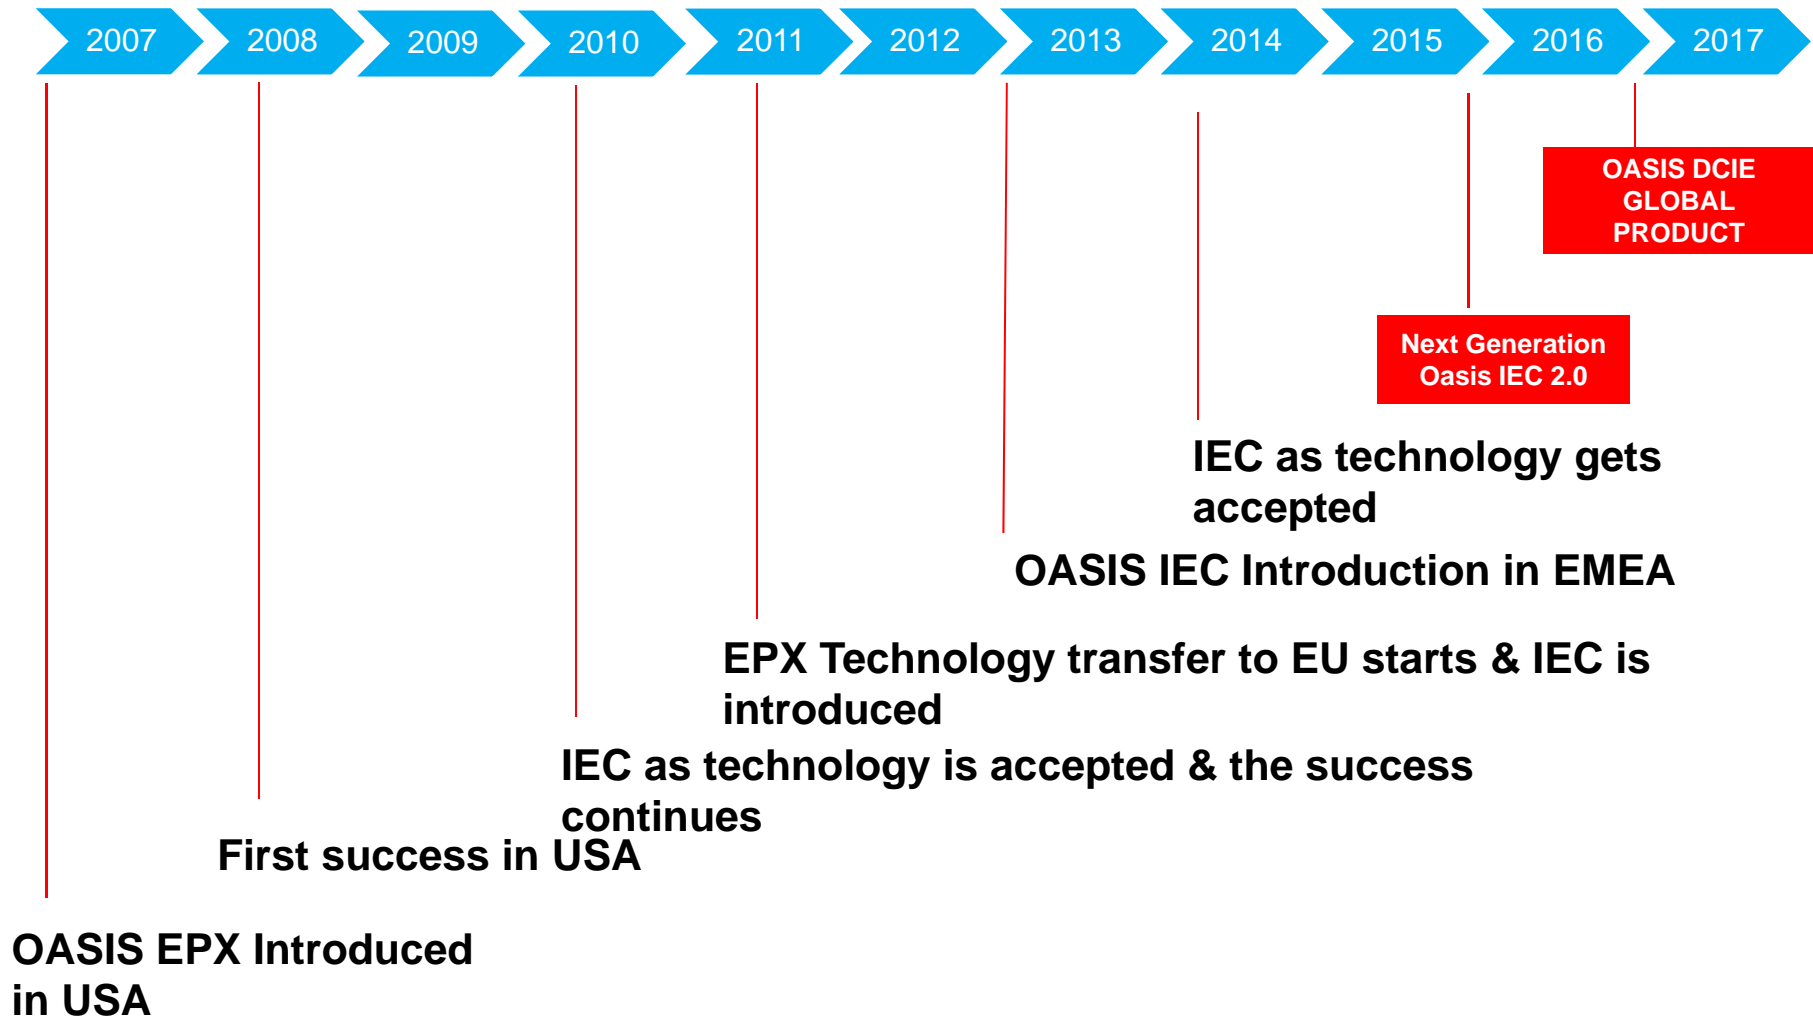 2007
2008
2009
2010
2011
2012
2013
2014
2015
2016
2017
OASIS DCIE
GLOBAL
PRODUCT
Next Generation
Oasis IEC 2.0
IEC as technology gets
accepted
OASIS IEC Introduction in EMEA
EPX Technology transfer to EU starts & IEC is
introduced
IEC as technology is accepted & the success
continues
First success in USA
OASIS EPX Introduced
in USA